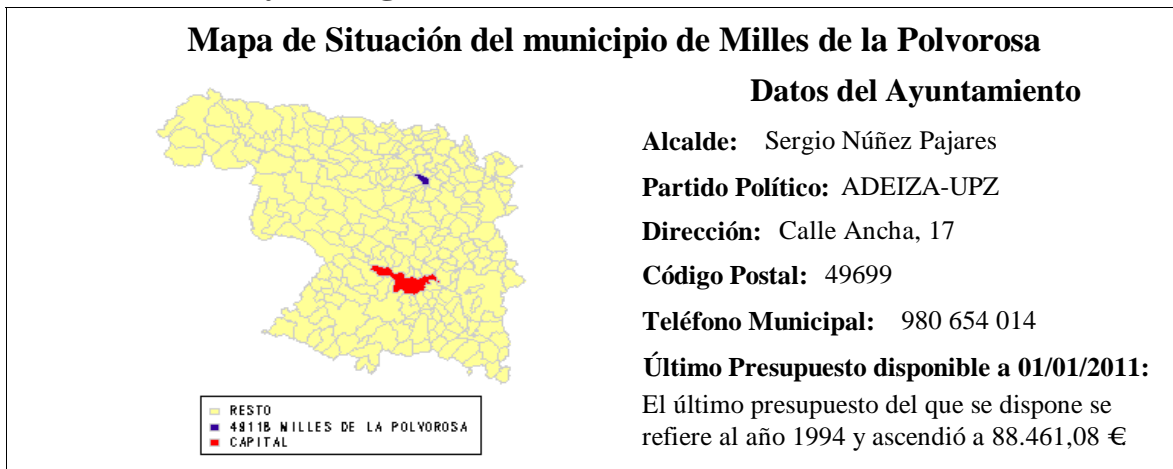 Mapa de Situación del municipio de Milles de la Polvorosa
Datos del Ayuntamiento
Alcalde: Sergio Núñez Pajares
Partido Político: ADEIZA-UPZ
Dirección: Calle Ancha, 17
Código Postal: 49699
Teléfono Municipal: 980 654 014
Último Presupuesto disponible a 01/01/2011:
El último presupuesto del que se dispone se
refiere al año 1994 y ascendió a 88.461,08 €
RESTO
49118 MILLES DE LA POLVOROSA
CAPITAL